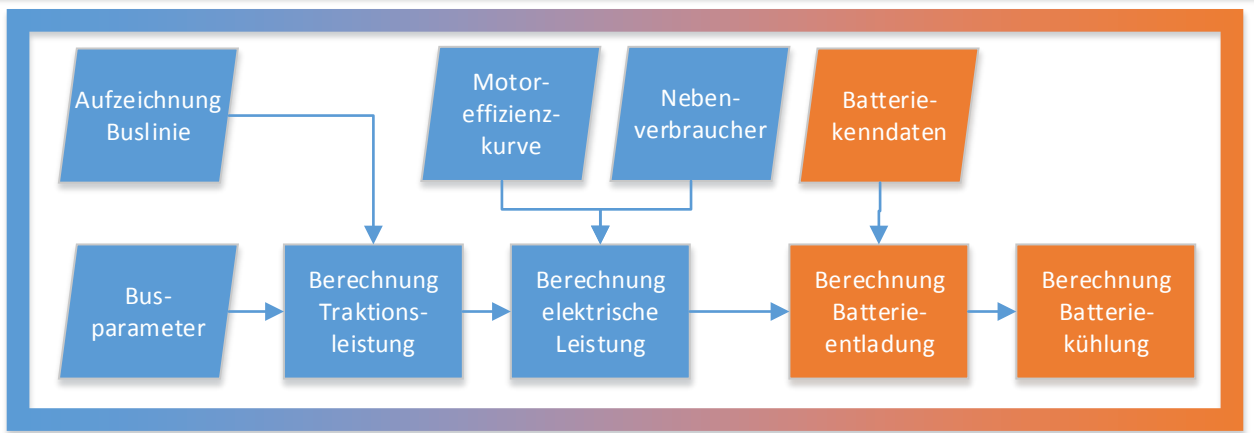 Aufzeichnung
Buslinie
Motor-
effizienz-
kurve
Neben-
verbraucher
Batterie-
kenndaten
Bus-
parameter
Berechnung
Traktions-
leistung
Berechnung
elektrische
Leistung
Berechnung
Batterie-
entladung
Berechnung
Batterie-
kühlung